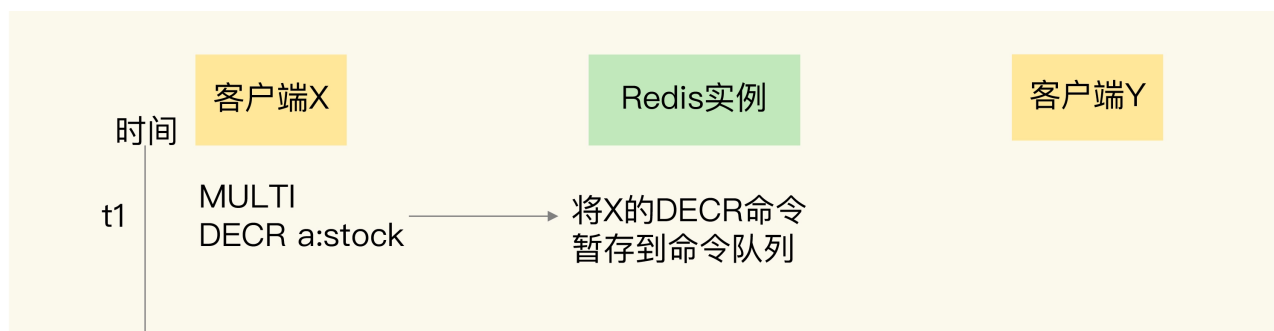 客户端X
Redis实例
客户端Y
时间
t1
MULTI
DECR a:stock
将X的DECR命令
暂存到命令队列